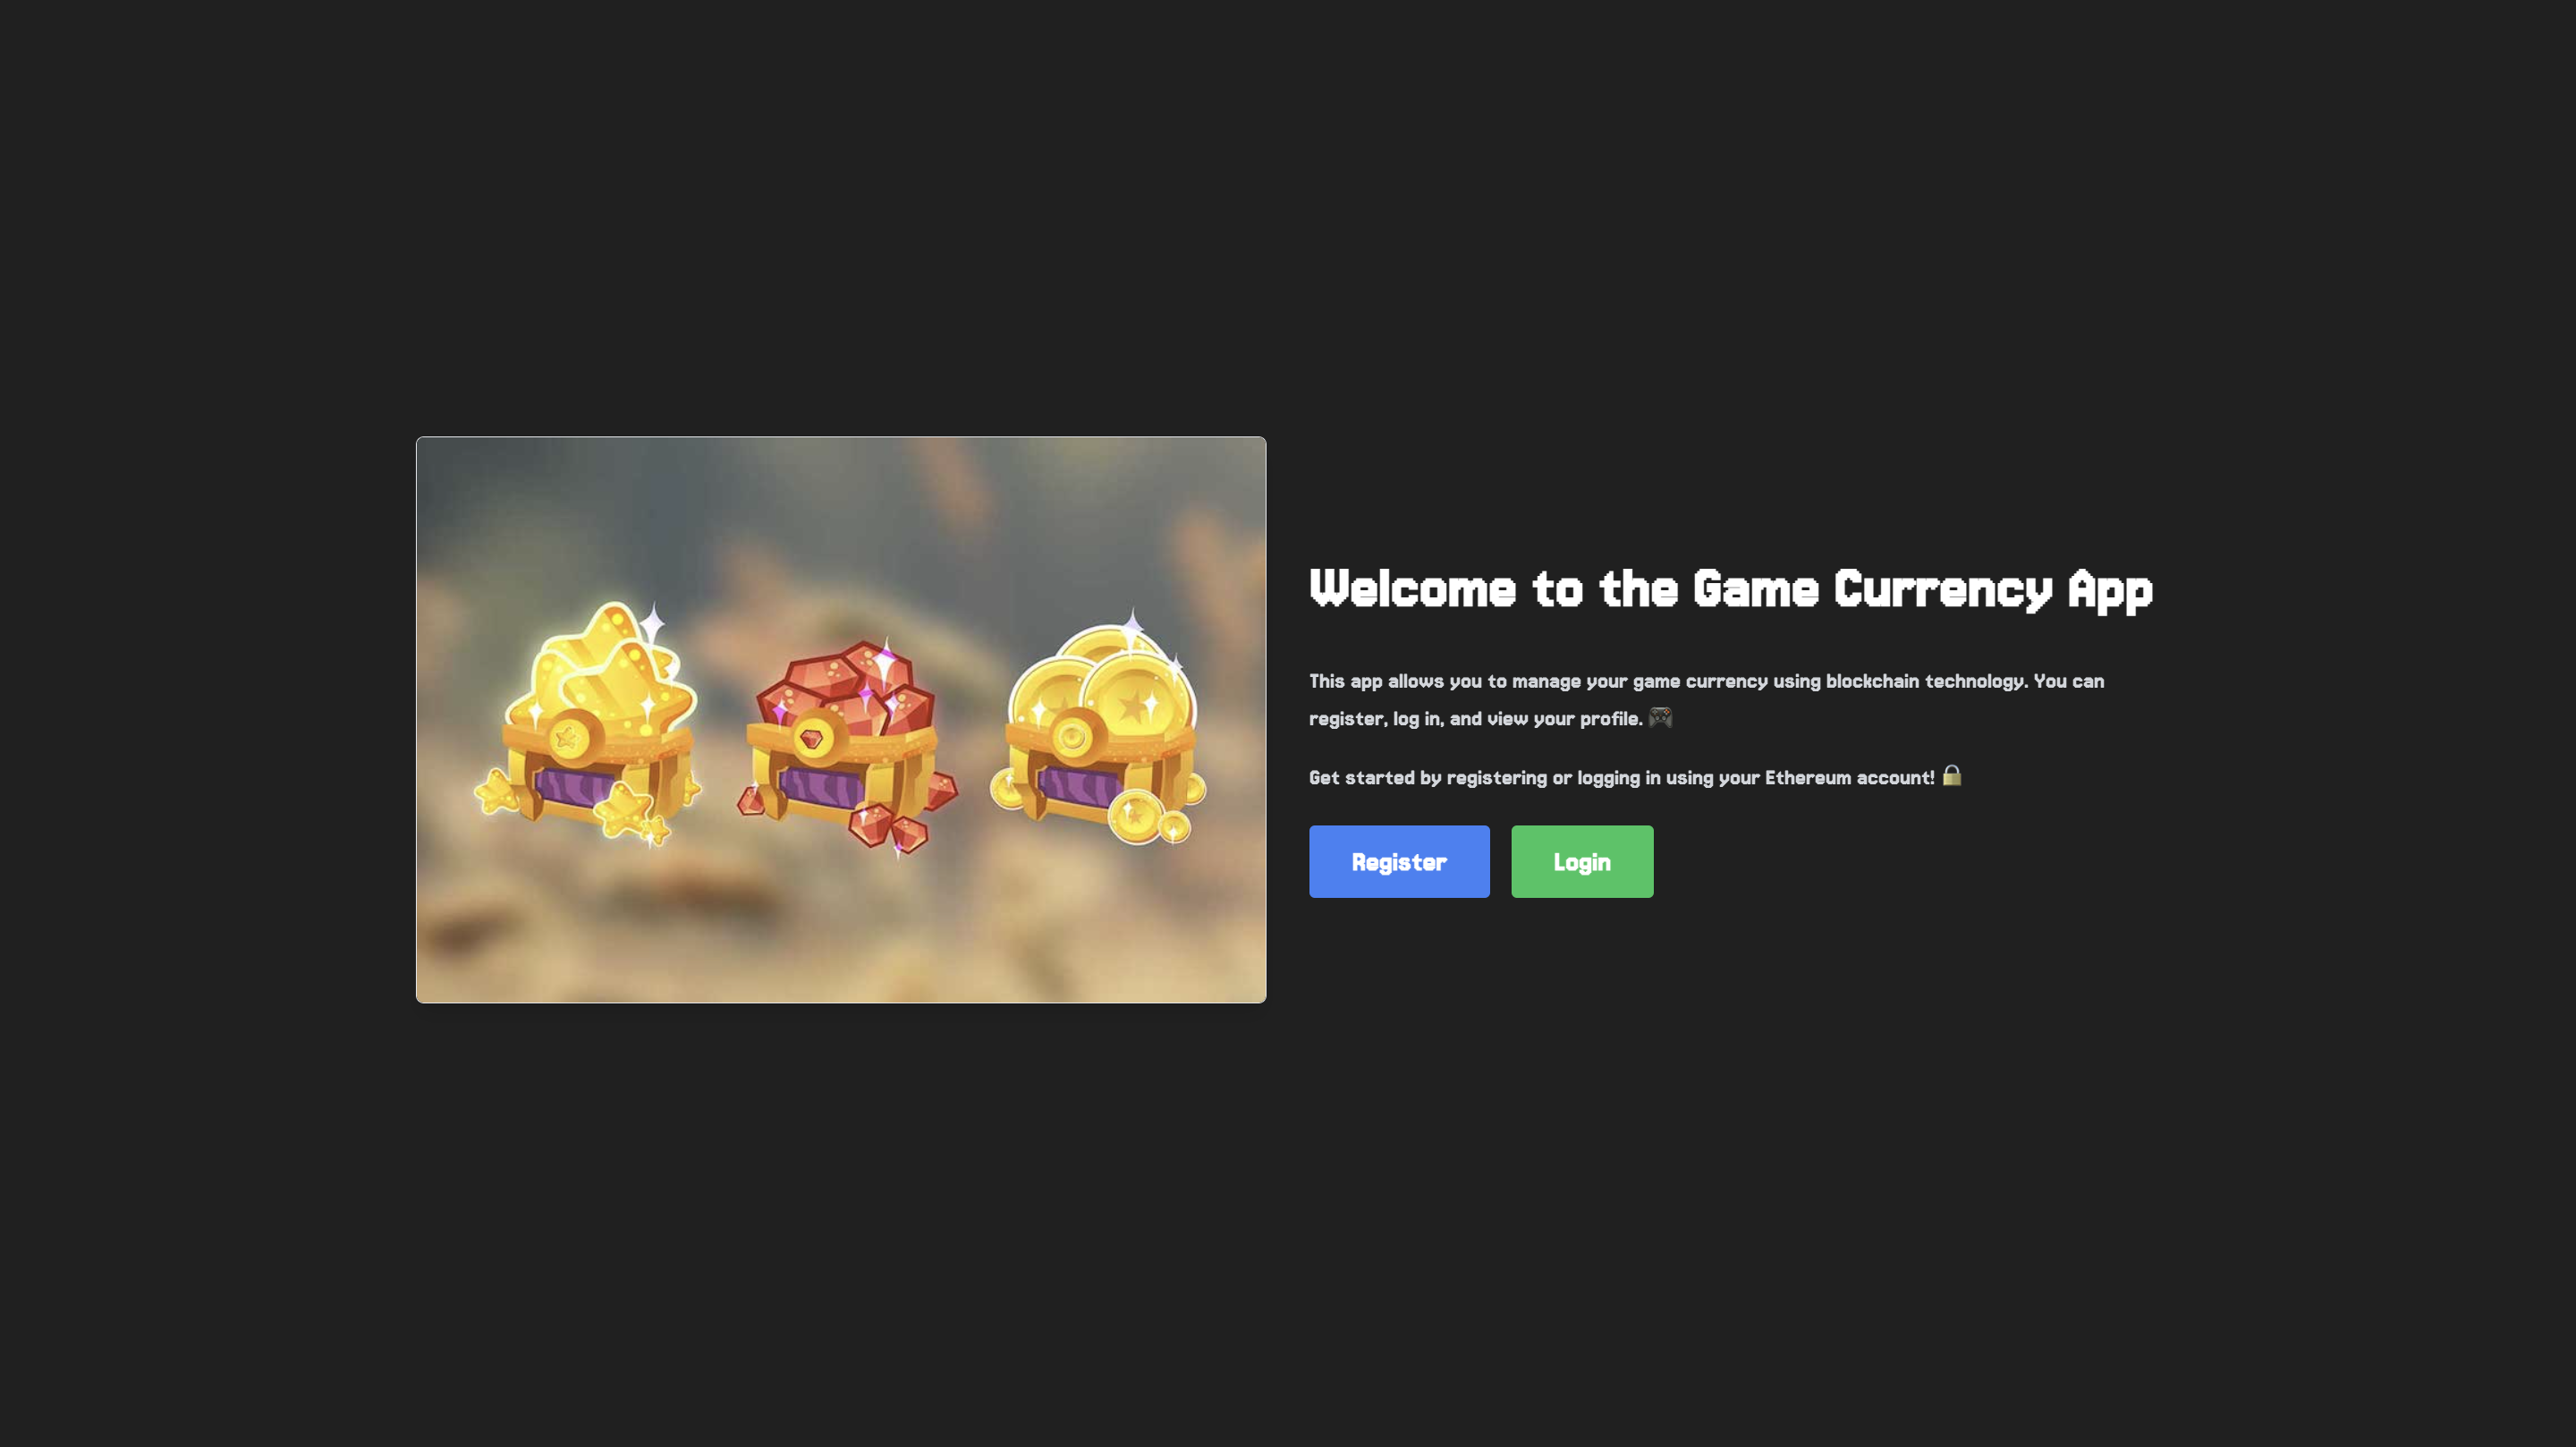 Welcome to the Game Currency App
This app allows you to manage your game currency using blockchain technology. You can
register, log in, and view your profile. 🎮
Get started by registering or logging in using your Ethereum account! 🔒
Register
Login